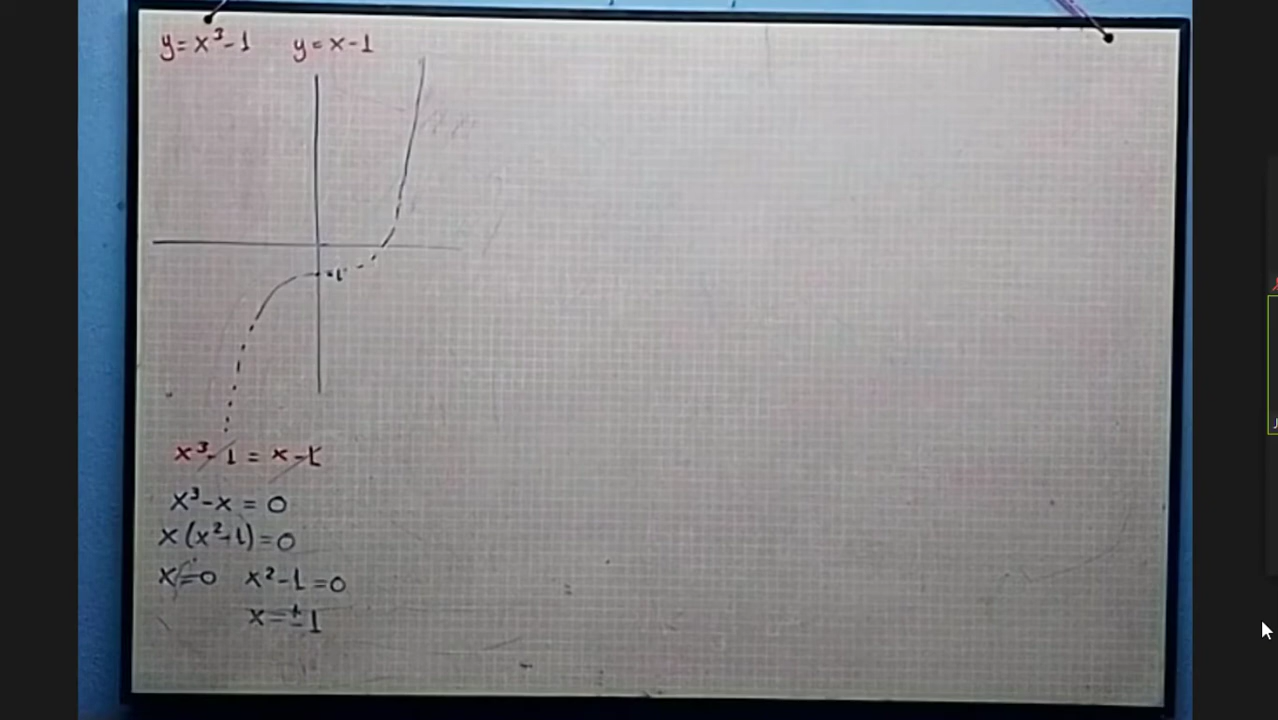 y=x³-1 y=x-1
-1
x³-1=x-1
x³-x=0
x(x²-1)=0
x=0 x²-1=0
x=±1